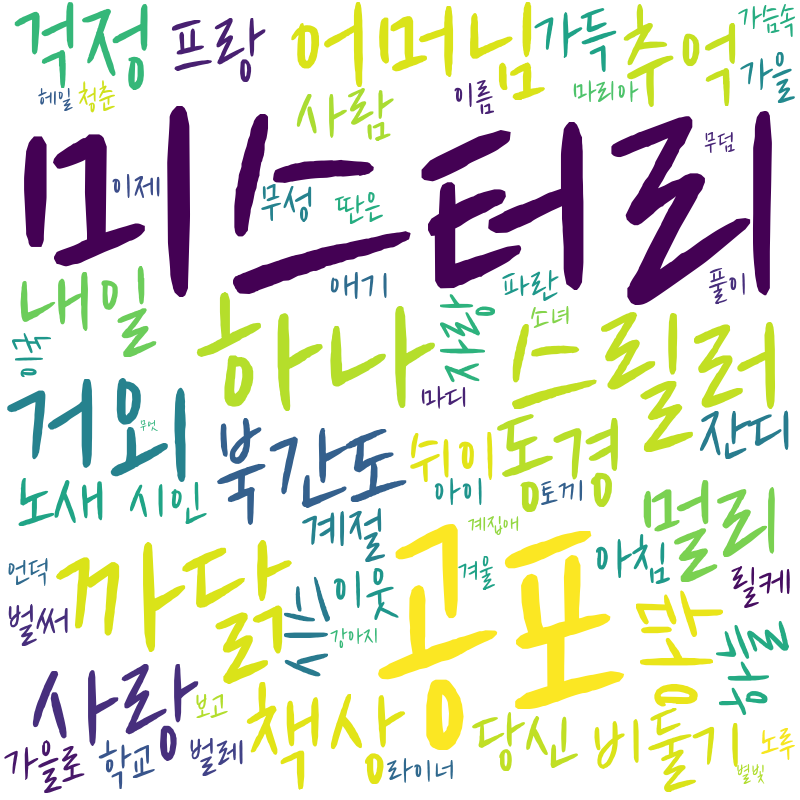 걱정 프랑 어머님 가득 추억 가슴속
헤일 청춘 사람 이름 마리아 가을
미스터리 무덤
이제 무성 딴은
풀이
내일 애기 파란
하나 자랑 소녀 스릴러
마디
거외 무엇
북간도 쉬이 동경 잔디
노새 시인 아이 토끼
계절 계집애 멀리
언덕 까닭 이웃 겨울 공포 아침 릴케
벌써 강아지 로망 패욱
사랑 보고 책상 당신 비둘기 노루
가을로 학교 벌레 라이너 별빛